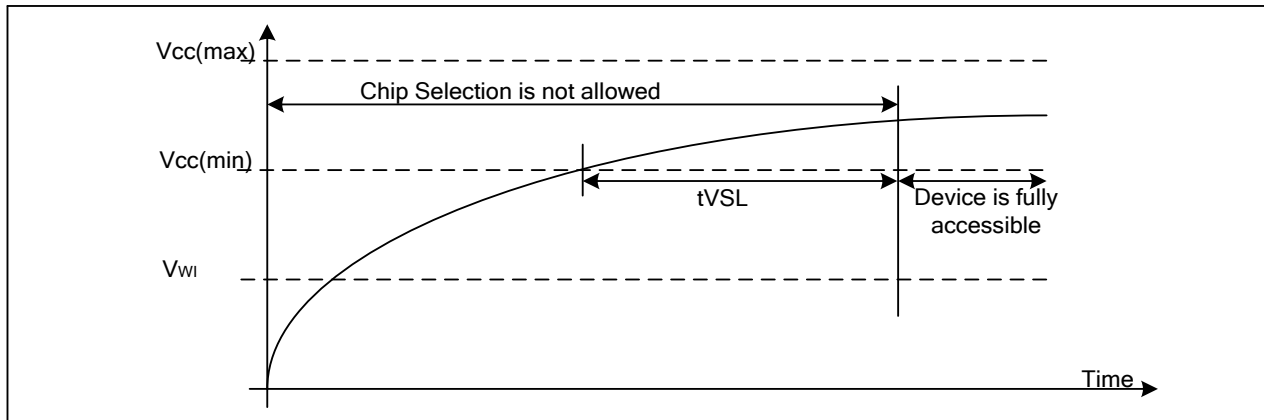 Vcc(max)
Chip Selection is not allowed
Vcc(min)
tVSL
Device is fully
accessible
VWI
Time